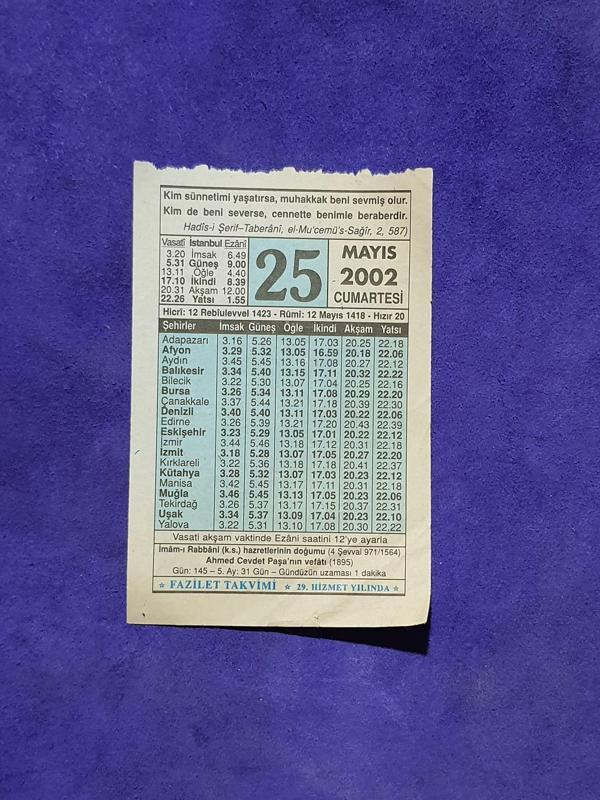 Kim sünnetimi yaşatırsa, muhakkak beni sevmiş olur.
Kim de beni severse, cennette benimle beraberdir.
Hadîs-i Şerif–Taberânî, el-Mu'cemü's-Sağîr, 2, 587)
Vasatî İstanbul Ezânî
3.20 İmsak 6.49
5.31 Güneş 9.00
13.11 Öğle 4.40
17.10 İkindi 8.39
20.31 Akşam 12.00
22.26 Yatsı 1.55
25
MAYIS
2002
CUMARTESİ
Hicrî: 12 Rebîulevvel 1423 - Rûmî: 12 Mayıs 1418 - Hızır 20
Şehirler İmsak Güneş Öğle İkindi Akşam Yatsı
Adapazarı 3.16 5.26 13.05 17.03 20.25 22.18
Afyon 3.29 5.32 13.05 16.59 20.18 22.06
Aydın 3.45 5.45 13.16 17.08 20.27 22.12
Balıkesir 3.34 5.40 13.15 17.11 20.32 22.22
Bilecik 3.22 5.30 13.07 17.04 20.25 22.16
Bursa 3.26 5.34 13.11 17.08 20.29 22.20
Çanakkale 3.37 5.44 13.21 17.18 20.39 22.30
Denizli 3.40 5.40 13.11 17.03 20.22 22.06
Edirne 3.26 5.39 13.21 17.20 20.43 22.39
Eskişehir 3.23 5.29 13.05 17.01 20.22 22.12
İzmir 3.44 5.46 13.18 17.12 20.31 22.18
İzmit 3.18 5.28 13.07 17.05 20.27 22.20
Kırklareli 3.22 5.36 13.18 17.18 20.41 22.37
Kütahya 3.28 5.32 13.07 17.03 20.23 22.12
Manisa 3.42 5.45 13.17 17.11 20.31 22.18
Muğla 3.46 5.45 13.13 17.05 20.23 22.06
Tekirdağ 3.26 5.37 13.17 17.15 20.37 22.31
Uşak 3.34 5.37 13.09 17.04 20.23 22.10
Yalova 3.22 5.31 13.10 17.08 20.30 22.22
Vasati akşam vaktinde Ezâni saatini 12'ye ayarla
İmâm-ı Rabbânî (k.s.) hazretlerinin doğumu (4 Şevval 971/1564)
Ahmed Cevdet Paşa'nın vefâtı (1895)
Gün: 145 – 5. Ay: 31 Gün – Gündüzün uzaması 1 dakika
★ FAZİLET TAKVİMİ ★ 29. HİZMET YILINDA ★